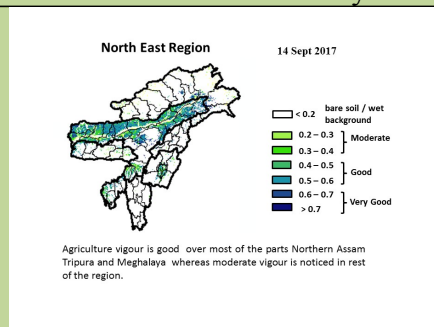 North East Region
14 Sept 2017
< 0.2 bare soil / wet
background
0.2 – 0.3
Moderate
0.3 – 0.4
0.4 – 0.5
Good
0.5 – 0.6
0.6 – 0.7
Very Good
> 0.7
Agriculture vigour is good over most of the parts Northern Assam
Tripura and Meghalaya whereas moderate vigour is noticed in rest
of the region.